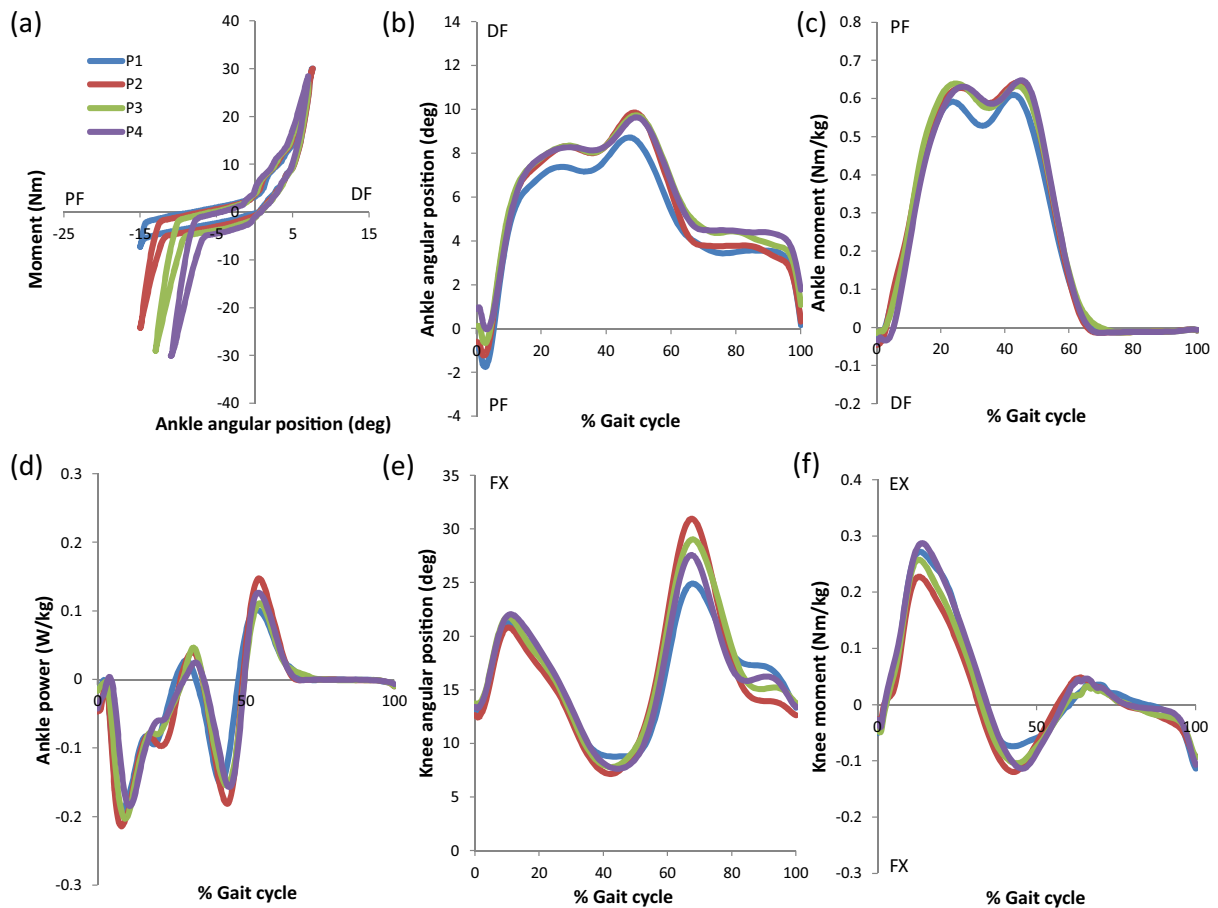 (a)
40
30
20
10
0
-10
-20
-30
-40
-25
-15
-5
5
15
PF
DF
P1
P2
P3
P4
Moment (Nm)
Ankle angular position (deg)
(b)
DF
14
12
10
8
6
4
2
0
-2
-4
0
20
40
60
80
100
PF
Ankle angular position (deg)
% Gait cycle
(c)
PF
0.8
0.7
0.6
0.5
0.4
0.3
0.2
0.1
0
-0.1
-0.2
0
20
40
60
80
100
DF
Ankle moment (Nm/kg)
% Gait cycle
(d)
0.3
0.2
0.1
0
-0.1
-0.2
-0.3
0
50
100
Ankle power (W/kg)
% Gait cycle
(e)
FX
35
30
25
20
15
10
5
0
0
20
40
60
80
100
Knee angular position (deg)
% Gait cycle
(f)
EX
0.4
0.3
0.2
0.1
0
-0.1
-0.2
-0.3
0
50
100
FX
Knee moment (Nm/kg)
% Gait cycle